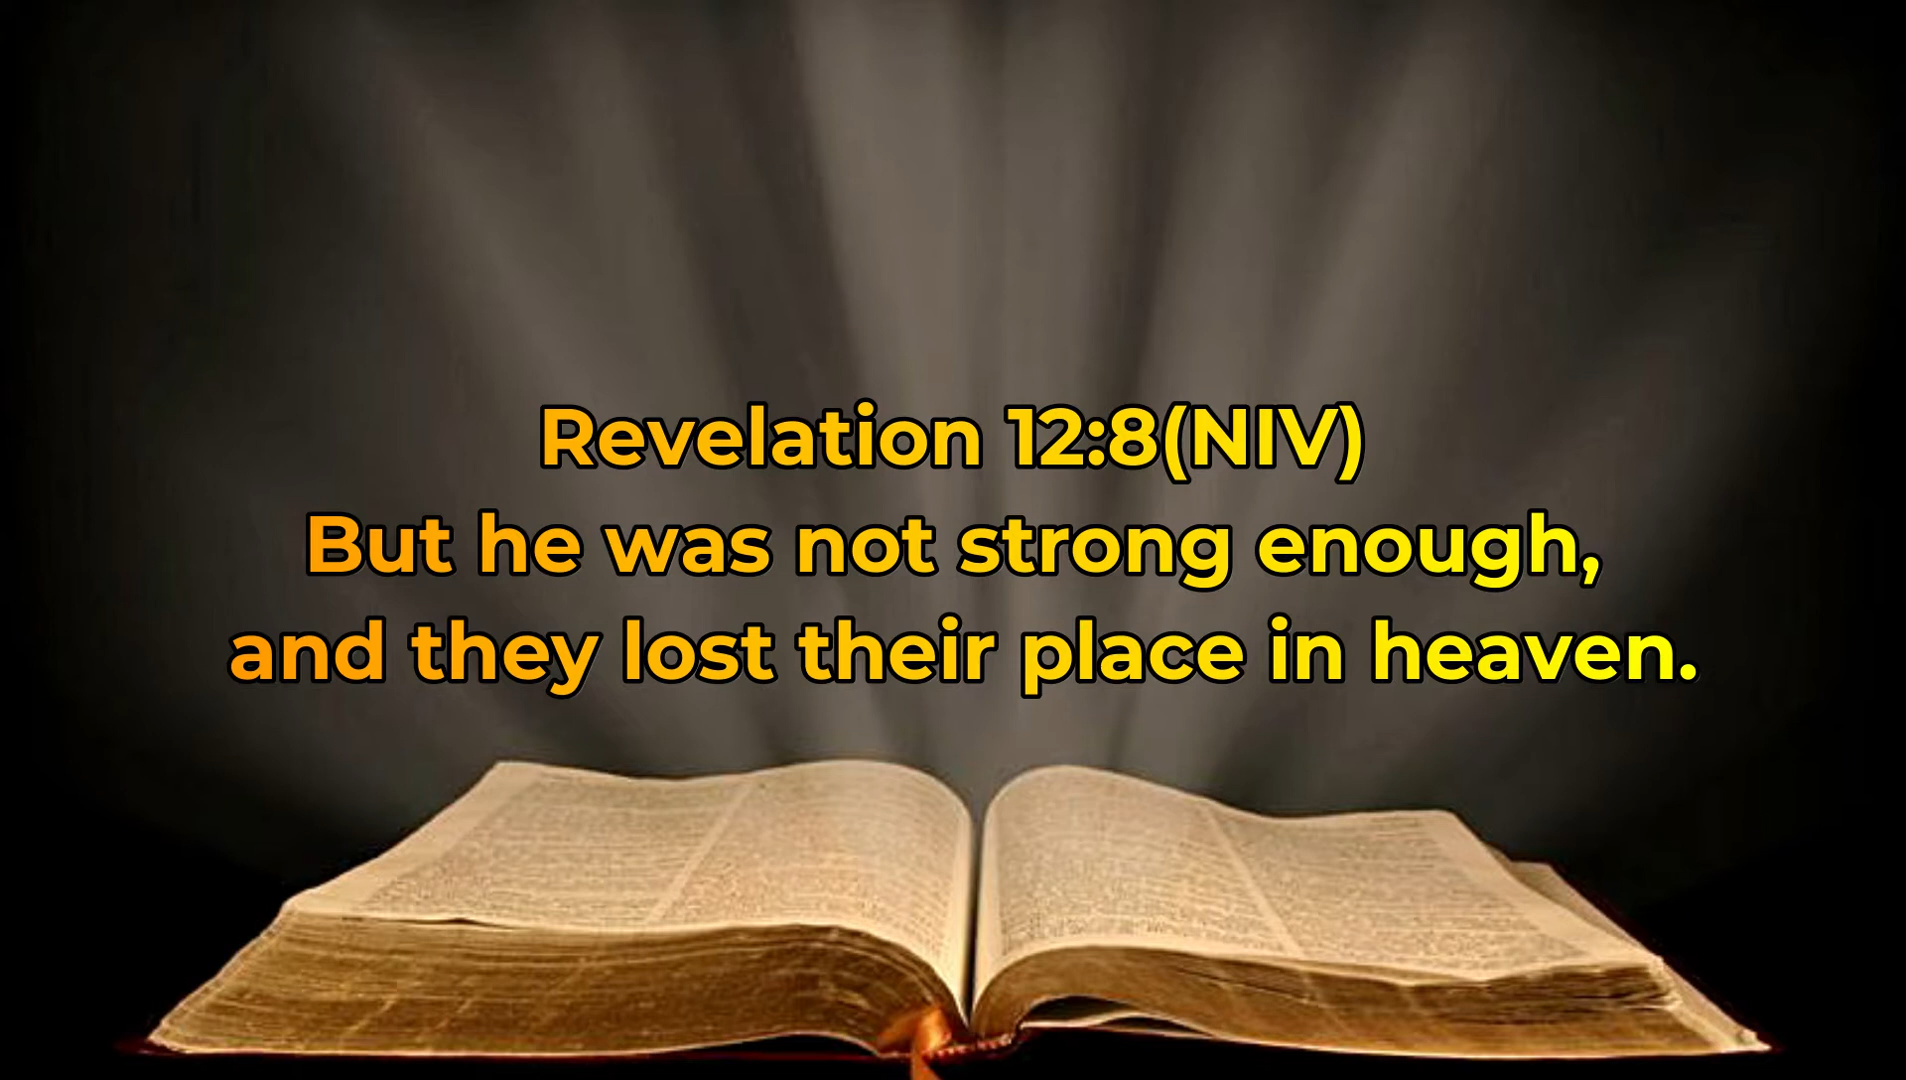 Revelation 12:8(NIV)
But he was not strong enough,
and they lost their place in heaven.